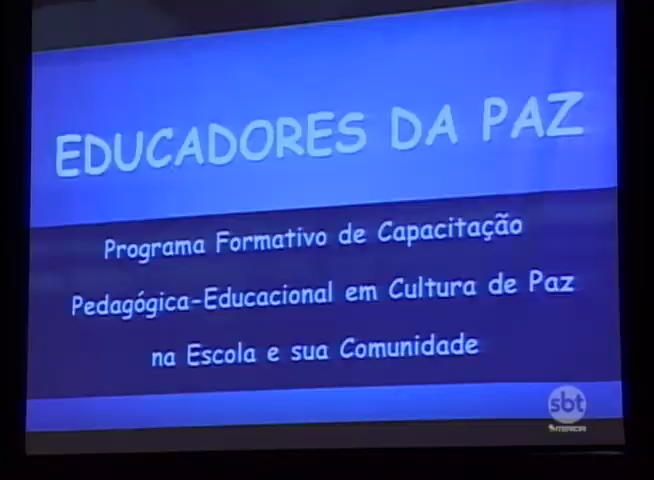 EDUCADORES DA PAZ
Programa Formativo de Capacitação
Pedagógica-Educacional em Cultura de Paz
na Escola e sua Comunidade
sbt